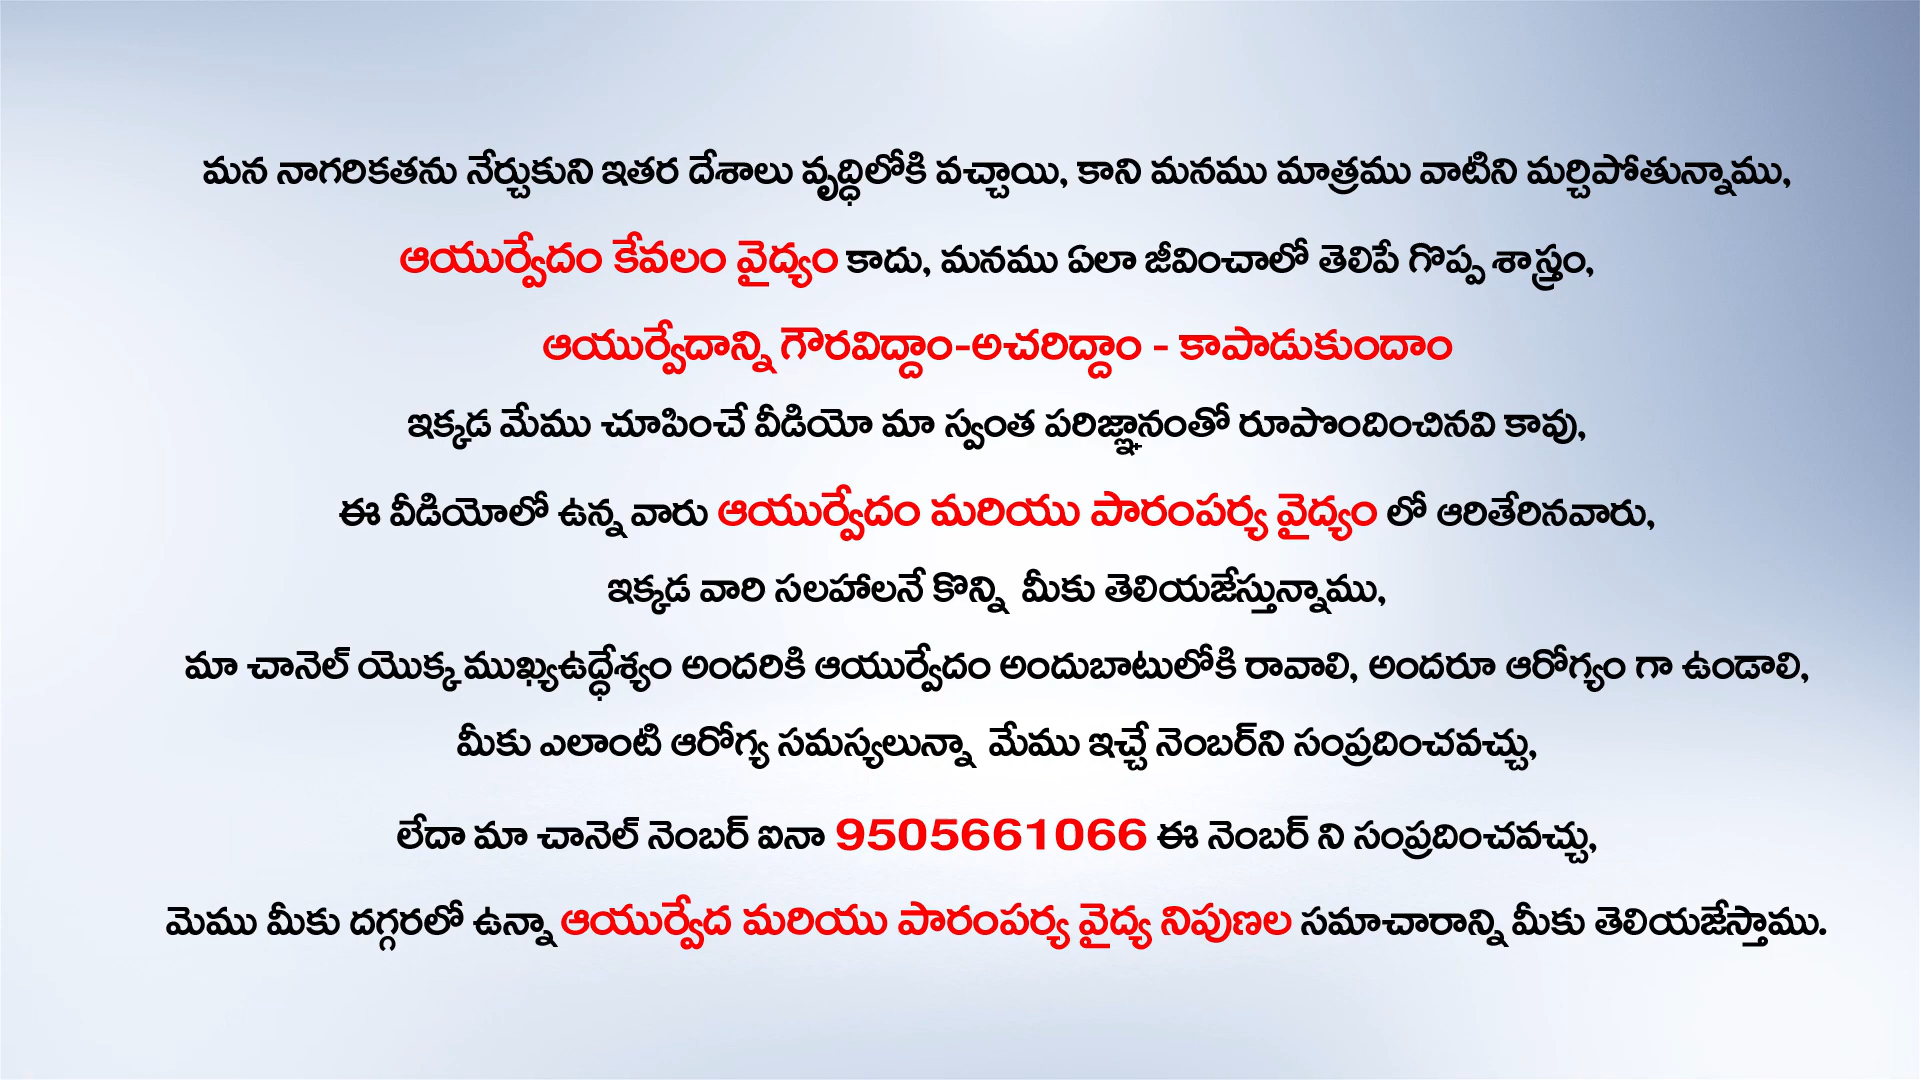 మన నాగరికతను నేర్చుకుని ఇతర దేశాలు వృద్ధిలోకి వచ్చాయి, కాని మనము మాత్రము వాటిని మర్చిపోతున్నాము,
ఆయుర్వేదం కేవలం వైద్యం కాదు, మనము ఏలా జీవించాలో తెలిపే గొప్ప శాస్త్రం,
ఆయుర్వేదాన్ని గౌరవిద్దాం-అచరిద్దాం - కాపాడుకుందాం
ఇక్కడ మేము చూపించే వీడియో మా స్వంత పరిజ్ఞానంతో రూపొందించినవి కావు,
ఈ వీడియోలో ఉన్న వారు ఆయుర్వేదం మరియు పారంపర్య వైద్యం లో ఆరితేరినవారు,
ఇక్కడ వారి సలహాలనే కొన్ని మీకు తెలియజేస్తున్నాము,
మా చానెల్ యొక్క ముఖ్యఉద్ధేశ్యం అందరికి ఆయుర్వేదం అందుబాటులోకి రావాలి, అందరూ ఆరోగ్యం గా ఉండాలి,
మీకు ఎలాంటి ఆరోగ్య సమస్యలున్నా మేము ఇచ్చే నెంబర్‌ని సంప్రదించవచ్చు,
లేదా మా చానెల్ నెంబర్ ఐనా 9505661066 ఈ నెంబర్ ని సంప్రదించవచ్చు,
మెము మీకు దగ్గరలో ఉన్నా ఆయుర్వేద మరియు పారంపర్య వైద్య నిపుణల సమాచారాన్ని మీకు తెలియజేస్తాము.